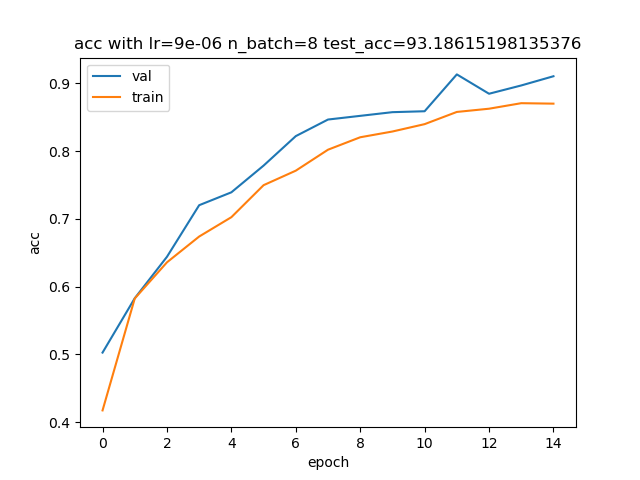 acc with lr=9e-06 n_batch=8 test_acc=93.18615198135376
val
train
0.9
0.8
0.7
0.6
0.5
0.4
acc
0 2 4 6 8 10 12 14
epoch